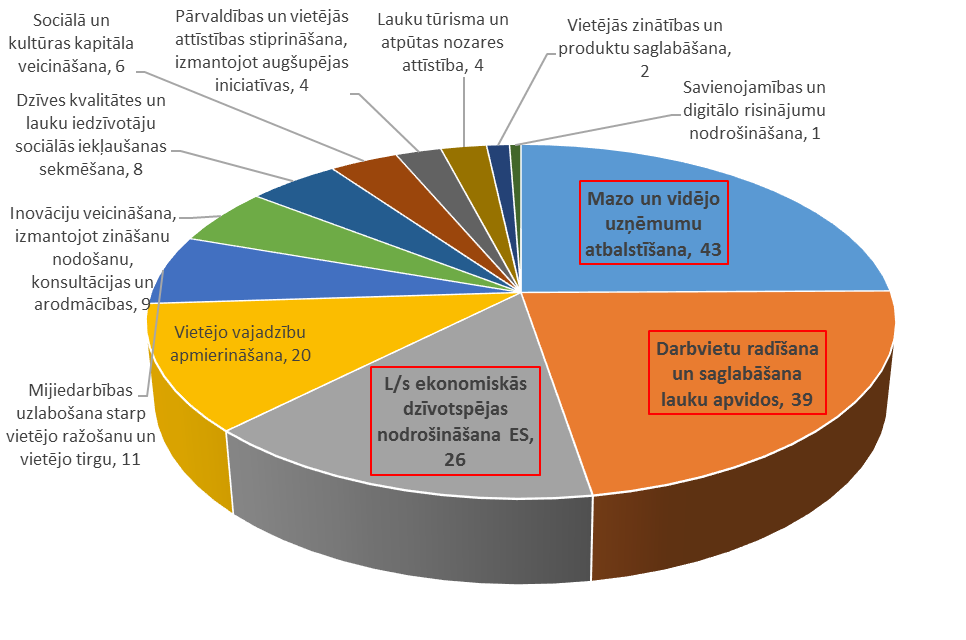 Sociālā un
kultūras kapitāla
veicināšana, 6
Pārvaldības un vietējās
attīstības stiprināšana,
izmantojot augšupējas
iniciatīvas, 4
Lauku tūrisma un
atpūtas nozares
attīstība, 4
Vietējās zinātības un
produktu saglabāšana,
2
Savienojamības un
digitālo risinājumu
nodrošināšana, 1
Dzīves kvalitātes un
lauku iedzīvotāju
sociālās iekļaušanas
sekmēšana, 8
Mazo un vidējo
uzņēmumu
atbalstīšana, 43
Inovāciju veicināšana,
izmantojot zināšanu
nodošanu,
konsultācijas un
arodmācības, 9
Vietējo vajadzību
apmierināšana, 20
Darbvietu radīšana
un saglabāšana
lauku apvidos, 39
L/s ekonomiskās
dzīvotspējas
nodrošināšana ES,
26
Mijiedarbības
uzlabošana starp
vietējo ražošanu un
vietējo tirgu, 11